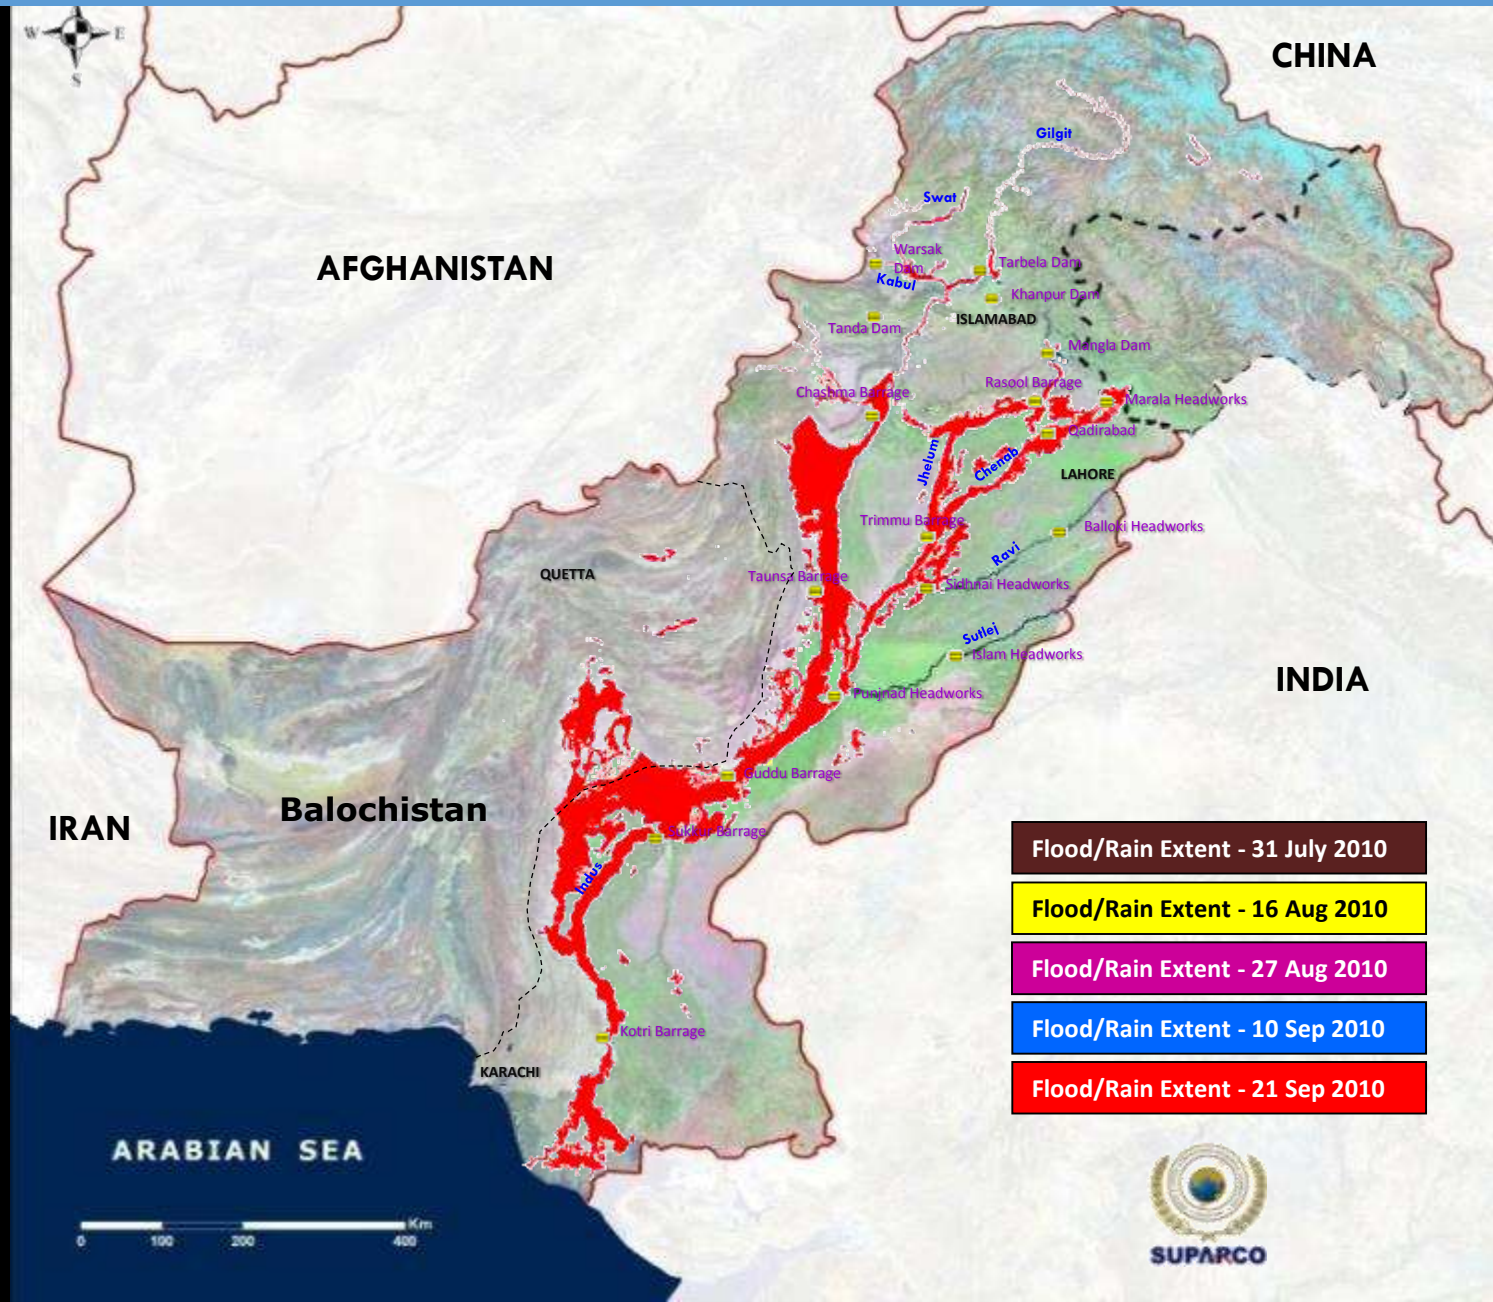 W
E
S
CHINA
Gilgit
Swat
AFGHANISTAN
Warsak
Dam
Kabul
Tarbela Dam
Khanpur Dam
ISLAMABAD
Tanda Dam
Mangla Dam
Rasool Barrage
Chashma Barrage
Marala Headworks
Qadirabad
Jhelum
Chenab
LAHORE
Trimmu Barrage
Balloki Headworks
Ravi
QUETTA
Taunsa Barrage
Sidhnai Headworks
Sutlej
Islam Headworks
INDIA
Punjnad Headworks
Guddu Barrage
Balochistan
IRAN
Sukkur Barrage
Indus
Flood/Rain Extent - 31 July 2010
Flood/Rain Extent - 16 Aug 2010
Flood/Rain Extent - 27 Aug 2010
Flood/Rain Extent - 10 Sep 2010
Flood/Rain Extent - 21 Sep 2010
Kotri Barrage
KARACHI
ARABIAN SEA
Km
0 100 200 400
SUPARCO